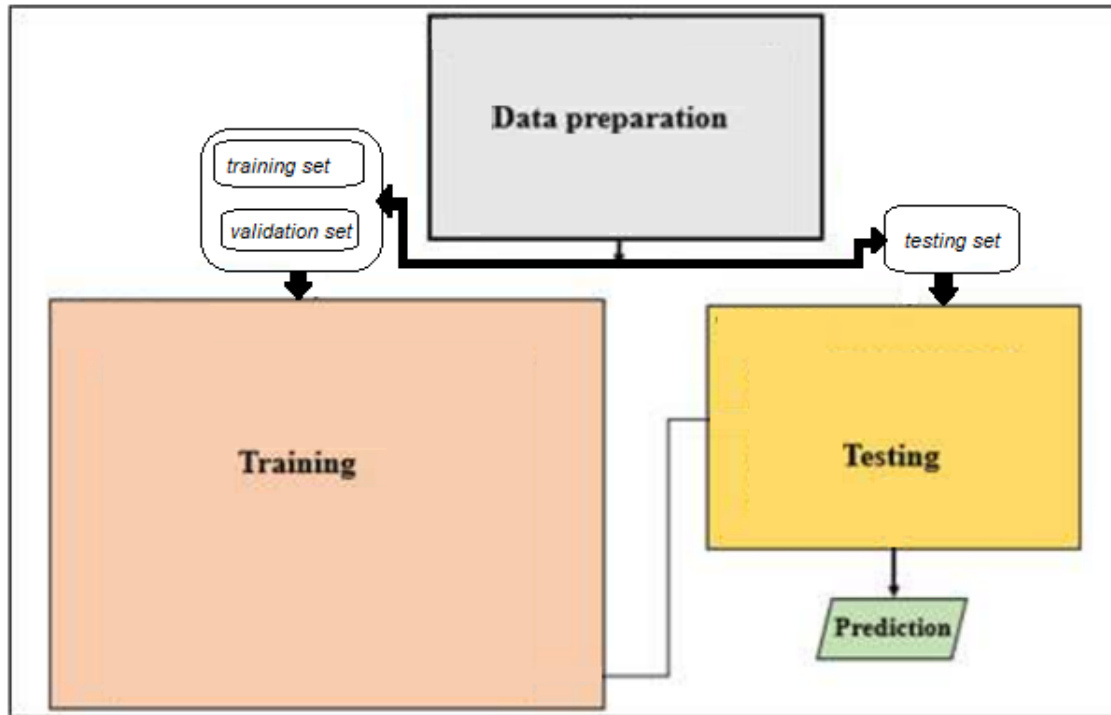 Data preparation
training set
validation set
testing set
Training
Testing
Prediction